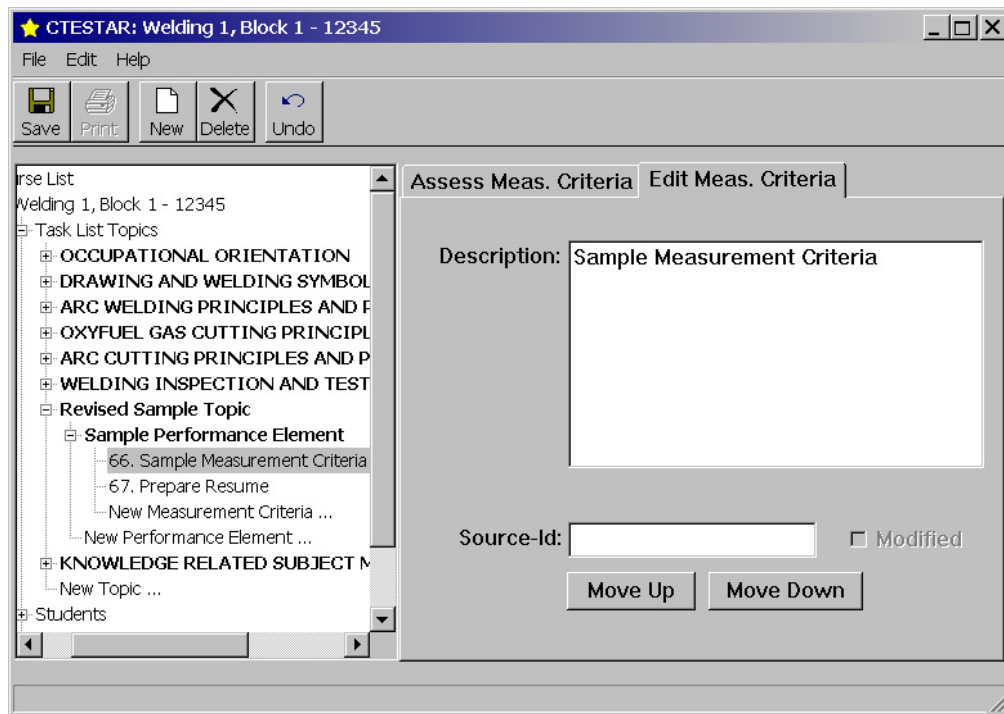 CTESTAR: Welding 1, Block 1 - 12345
File Edit Help
Save Print New Delete Undo
rse List
Welding 1, Block 1 - 12345
Task List Topics
OCCUPATIONAL ORIENTATION
DRAWING AND WELDING SYMBOL
ARC WELDING PRINCIPLES AND P
OXYFUEL GAS CUTTING PRINCIPL
ARC CUTTING PRINCIPLES AND P
WELDING INSPECTION AND TEST
Revised Sample Topic
Sample Performance Element
66. Sample Measurement Criteria
67. Prepare Resume
New Measurement Criteria ...
New Performance Element ...
KNOWLEDGE RELATED SUBJECT M
New Topic ...
Students
Assess Meas. Criteria Edit Meas. Criteria
Description: Sample Measurement Criteria
Source-Id: Modified
Move Up Move Down